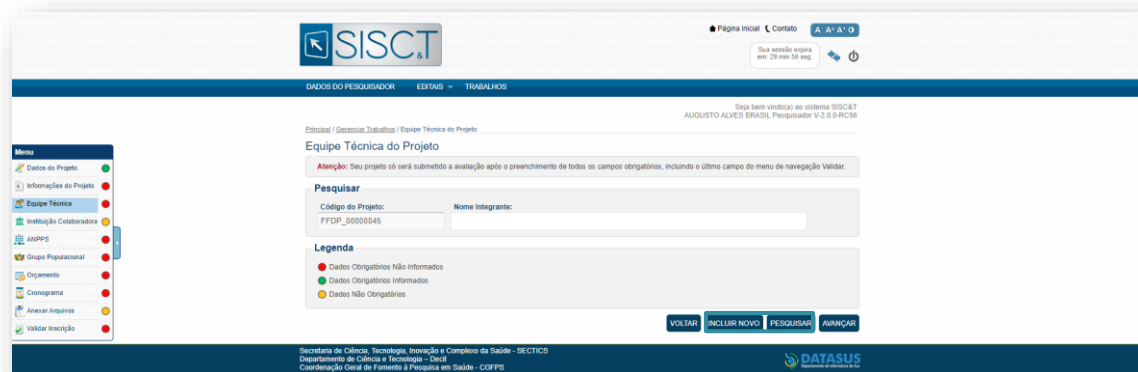 SISC&T
Página inicial Contato A- A+ A* O
Sua sessão expira
em: 29 min 56 seg.
DADOS DO PESQUISADOR EDITAIS TRABALHOS
Seja bem vindo(a) ao sistema SISC&T
AUGUSTO ALVES BRASIL Pesquisador V-2.0.0-RC56
Principal / Gerenciar Trabalhos / Equipe Técnica do Projeto
Equipe Técnica do Projeto
Atenção: Seu projeto só será submetido a avaliação após o preenchimento de todos os campos obrigatórios, incluindo o último campo do menu de navegação Validar.
Menu
Dados do Projeto
Informações do Projeto
Equipe Técnica
Instituição Colaboradora
ANPPS
Grupo Populacional
Orçamento
Cronograma
Anexar Arquivos
Validar Inscrição
Pesquisar
Código do Projeto: Nome Integrante:
FFDP_00000045
Legenda
Dados Obrigatórios Não Informados
Dados Obrigatórios Informados
Dados Não Obrigatórios
VOLTAR INCLUIR NOVO PESQUISAR AVANÇAR
Secretaria de Ciência, Tecnologia, Inovação e Complexo da Saúde - SECTICS
Departamento de Ciência e Tecnologia – Decit
Coordenação Geral de Fomento à Pesquisa em Saúde - CGFPS
DATASUS
Departamento de Informática do Sus